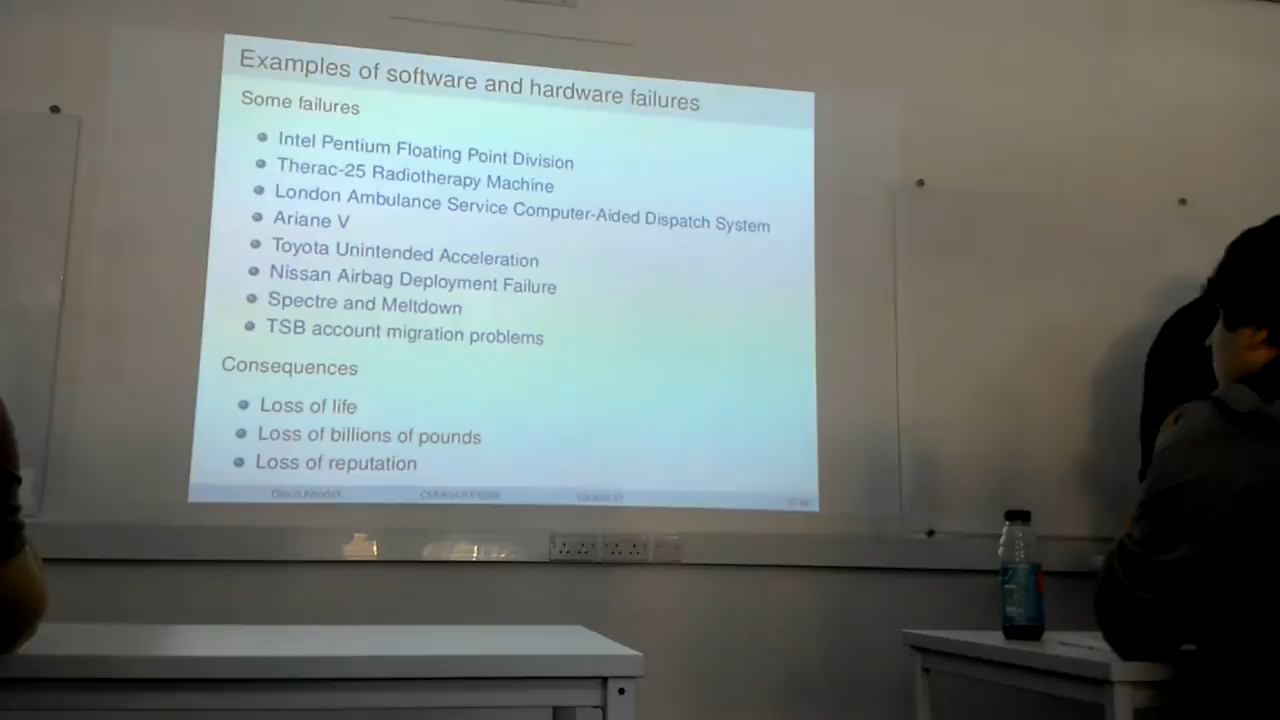 Examples of software and hardware failures
Some failures
Intel Pentium Floating Point Division
Therac-25 Radiotherapy Machine
London Ambulance Service Computer-Aided Dispatch System
Ariane V
Toyota Unintended Acceleration
Nissan Airbag Deployment Failure
Spectre and Meltdown
TSB account migration problems
Consequences
Loss of life
Loss of billions of pounds
Loss of reputation